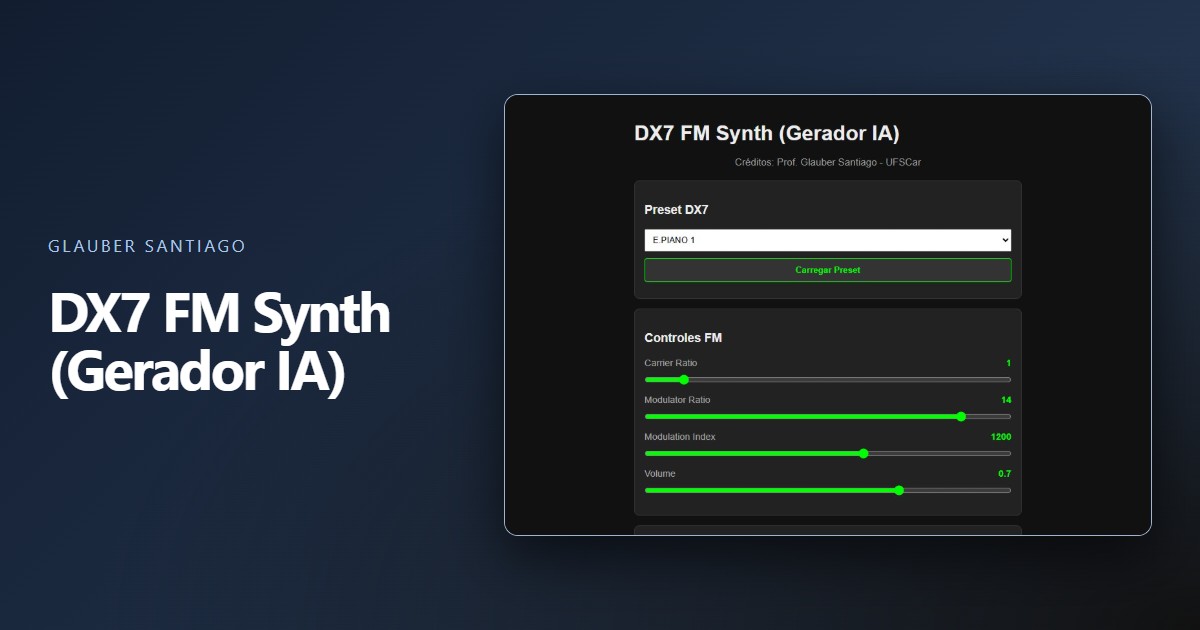 GLAUBER SANTIAGO
DX7 FM Synth
(Gerador IA)
DX7 FM Synth (Gerador IA)
Créditos: Prof. Glauber Santiago - UFSCar
Preset DX7
E.PIANO 1
Carregar Preset
Controles FM
Carrier Ratio 1
Modulator Ratio 14
Modulation Index 1200
Volume 0.7